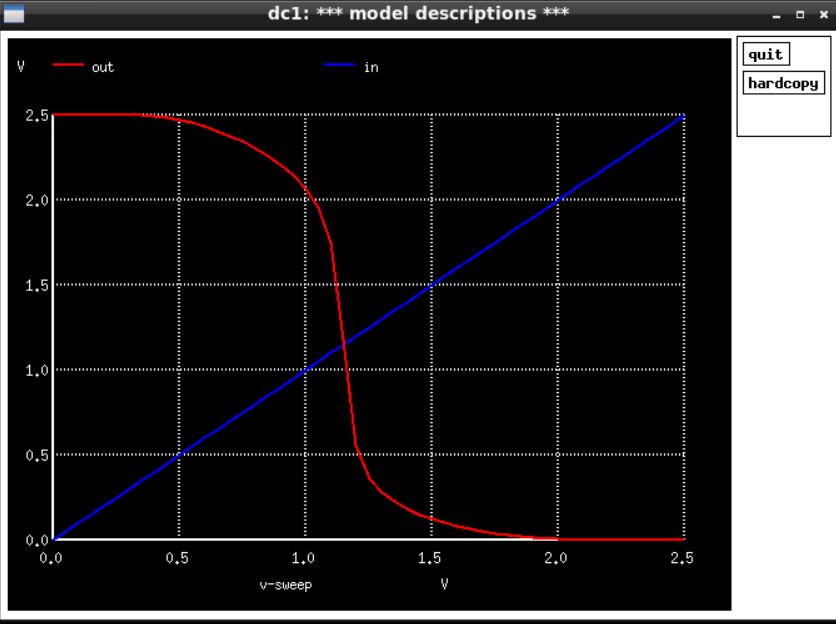 dc1: *** model descriptions ***
quit
hardcopy
V out in
2.5
2.0
1.5
1.0
0.5
0.0
0.0 0.5 1.0 1.5 2.0 2.5
v-sweep V